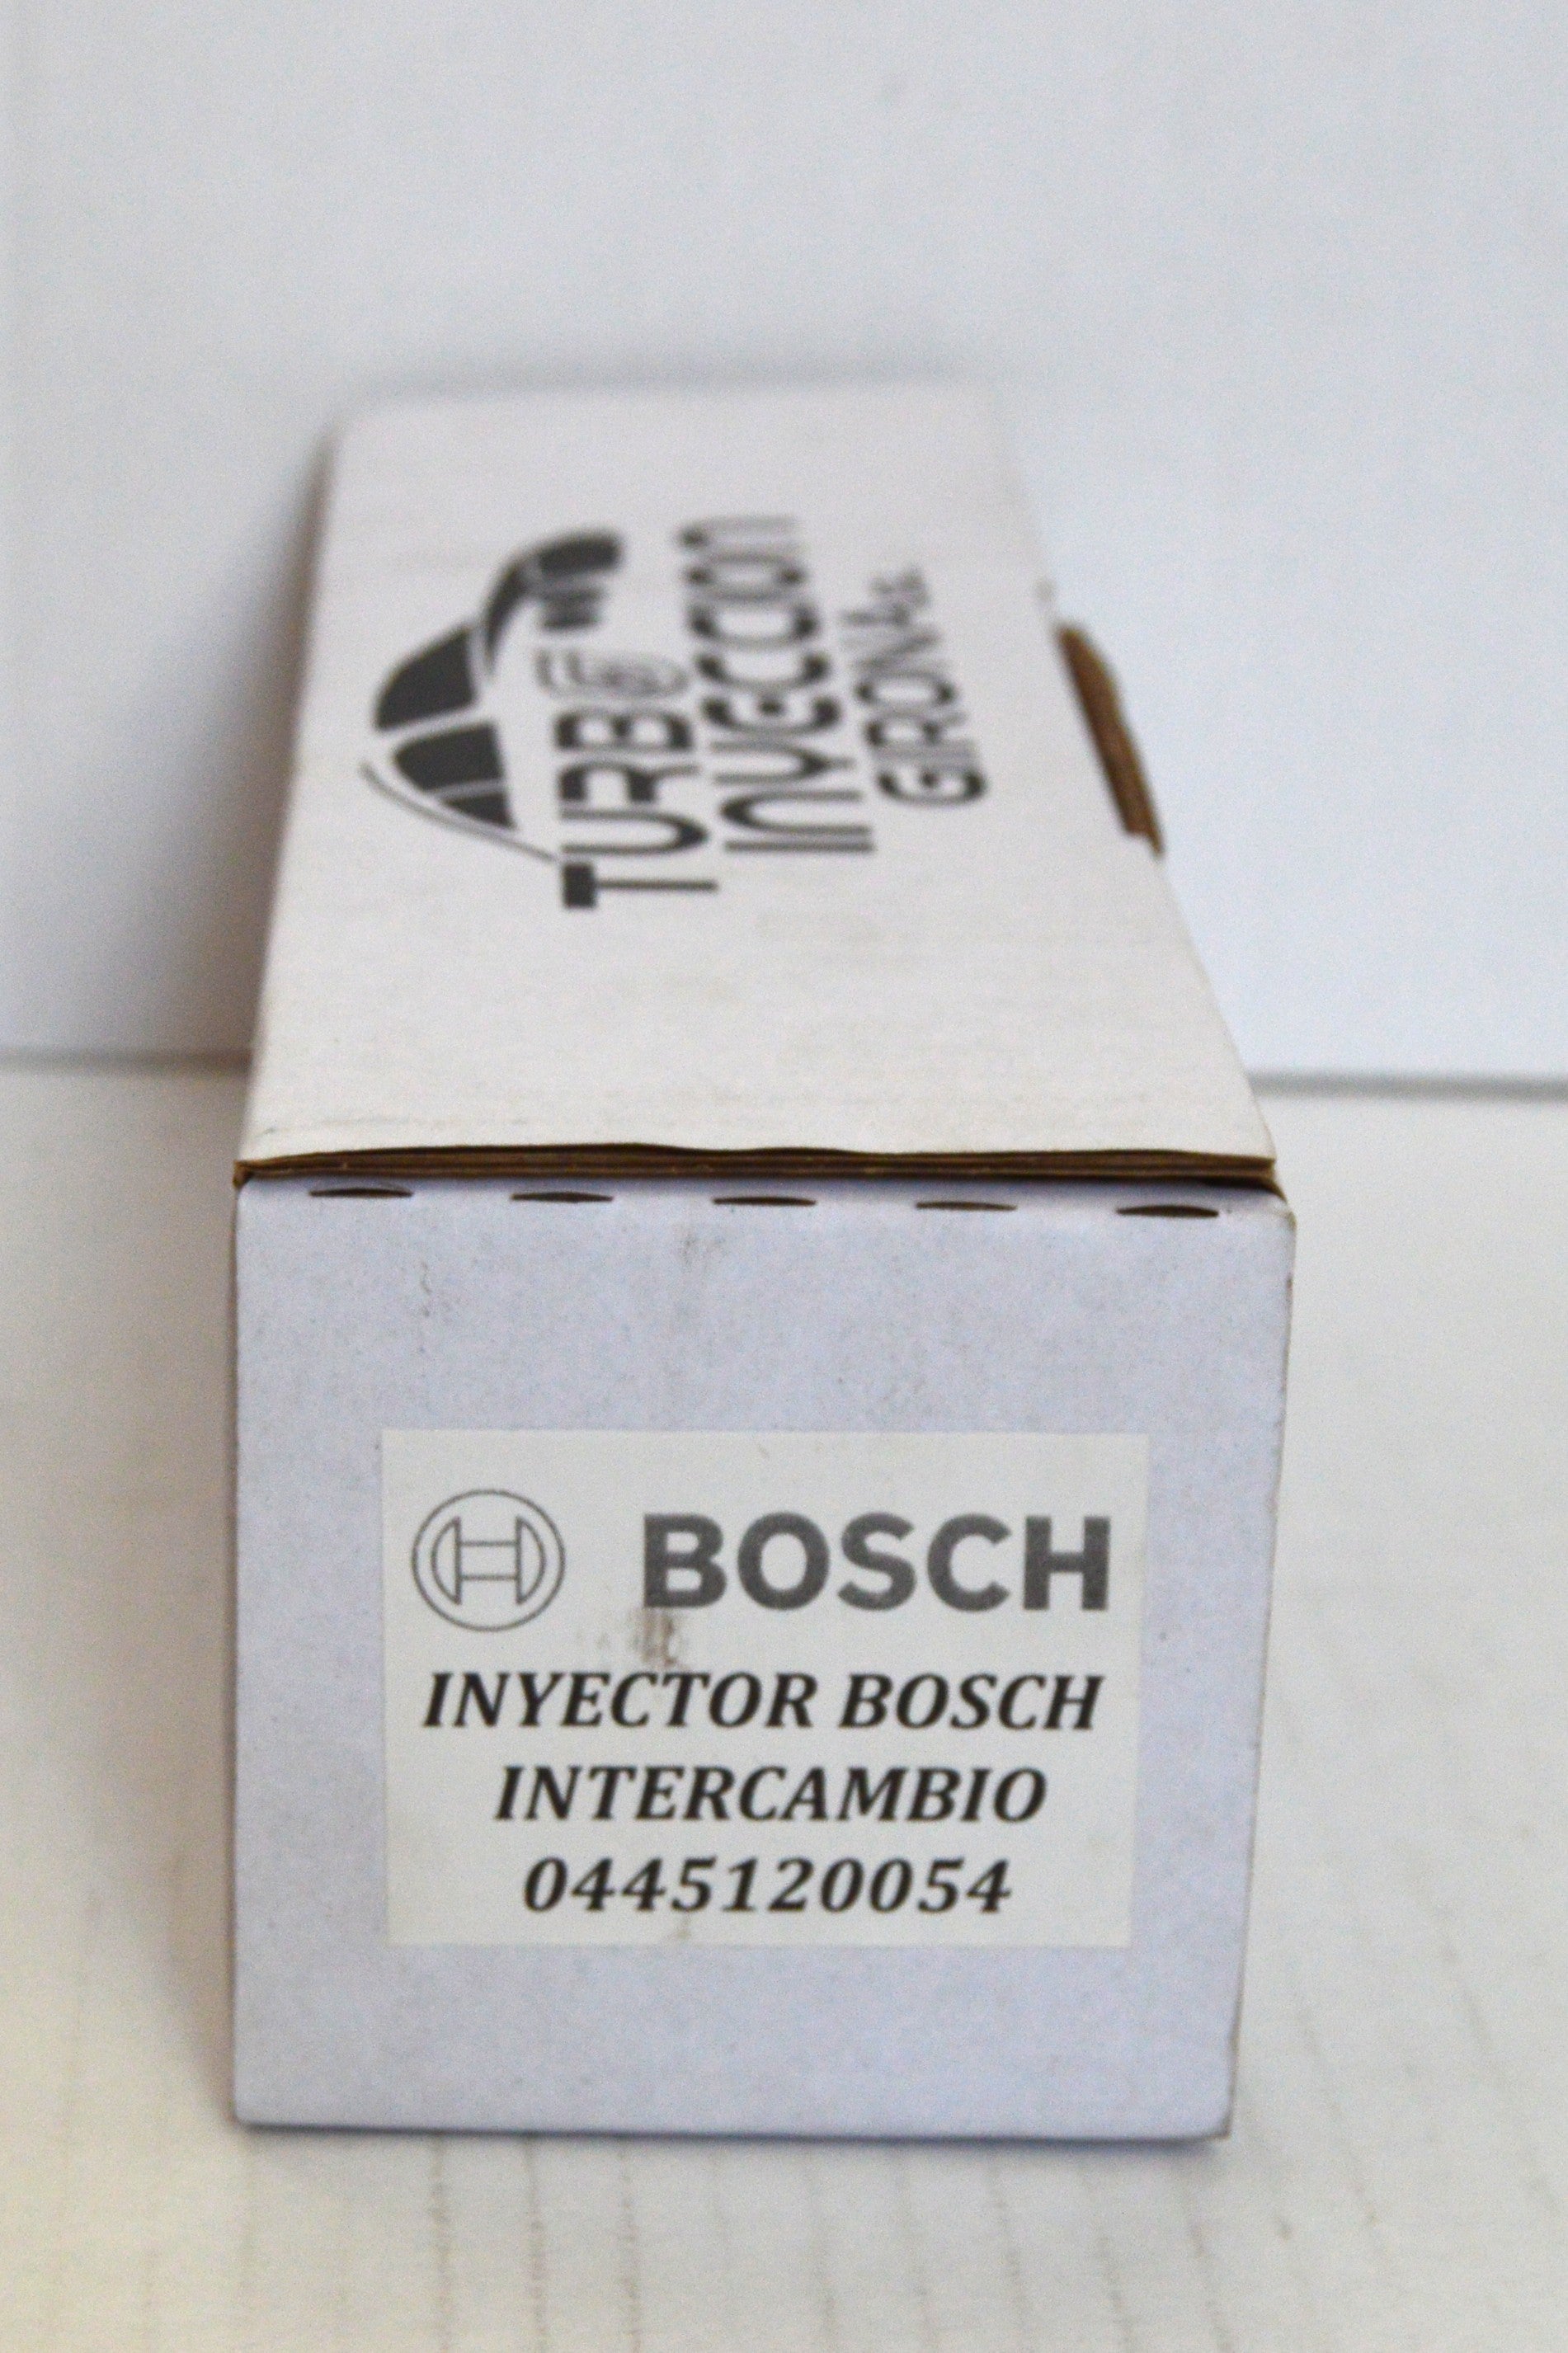 TURBO
INYECCION
GIRONA
BOSCH
INYECTOR BOSCH
INTERCAMBIO
0445120054